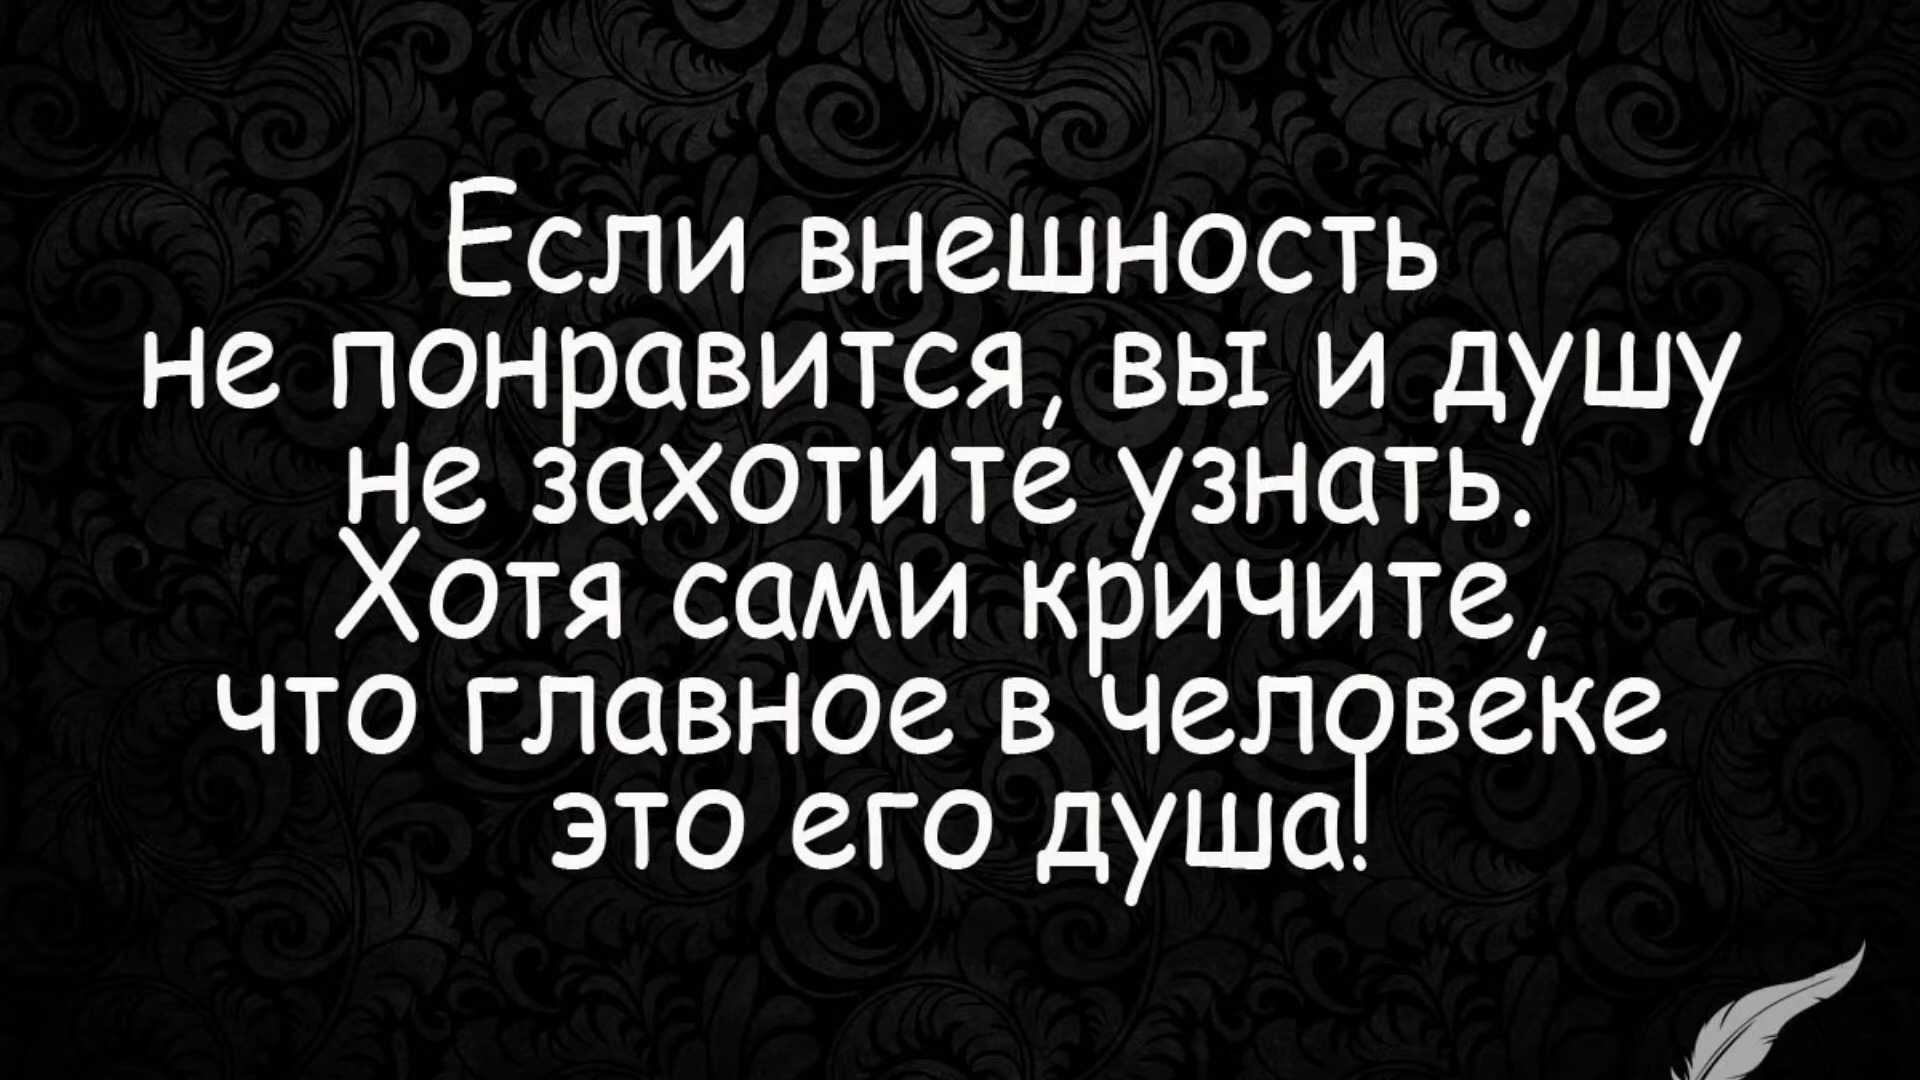 Если внешность
не понравится, вы и душу
не захотите узнать.
Хотя сами кричите,
что главное в человеке
это его душа!